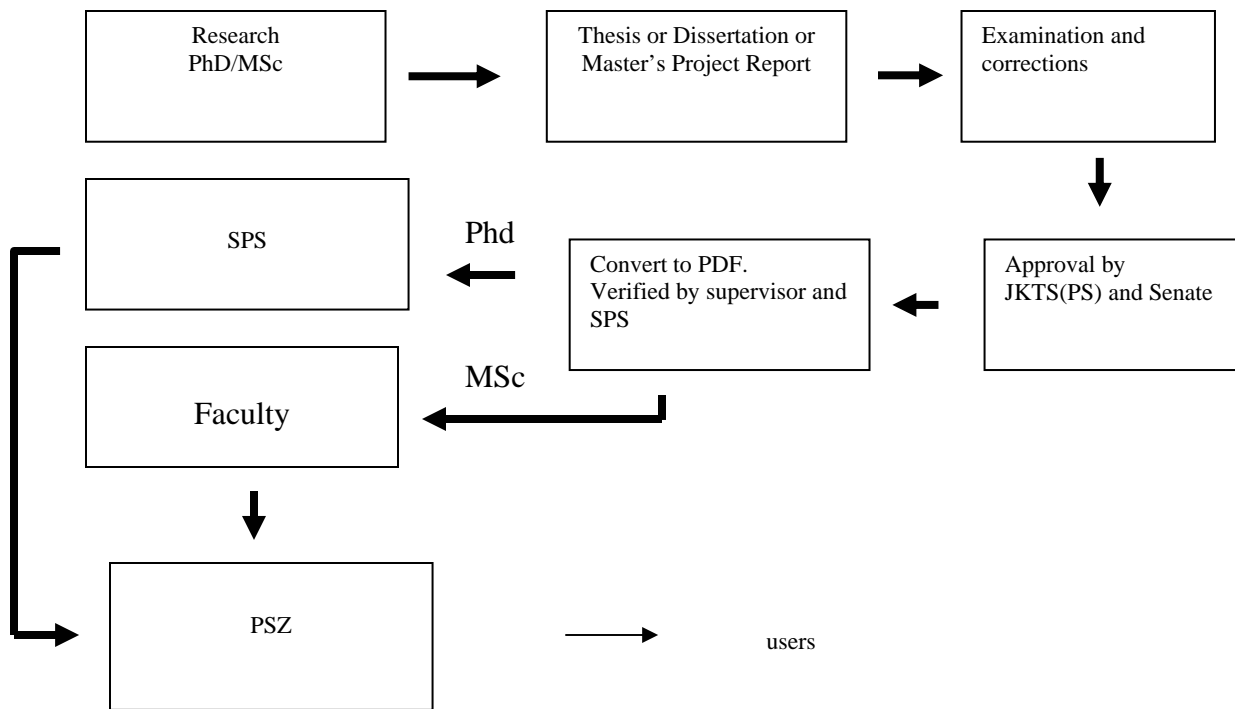 Research
PhD/MSc
Thesis or Dissertation or
Master's Project Report
Examination and
corrections
SPS
Phd
Convert to PDF.
Verified by supervisor and
SPS
Approval by
JKTS(PS) and Senate
MSc
Faculty
PSZ
users